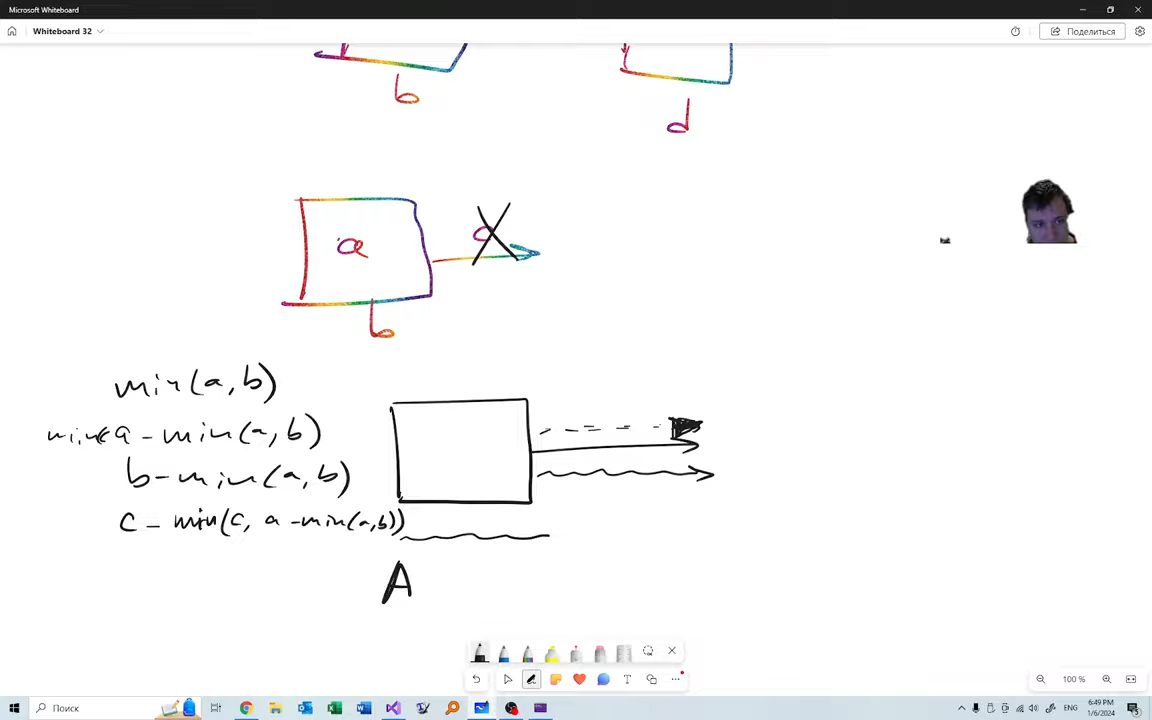 Microsoft Whiteboard
Whiteboard 32
Поделиться
b
d
a
b
min(a,b)
a - min(a,b)
b - min(a,b)
c - min(c, a - min(a,b))
A
100 %
Поиск
ENG
6:49 PM
1/6/2024
5